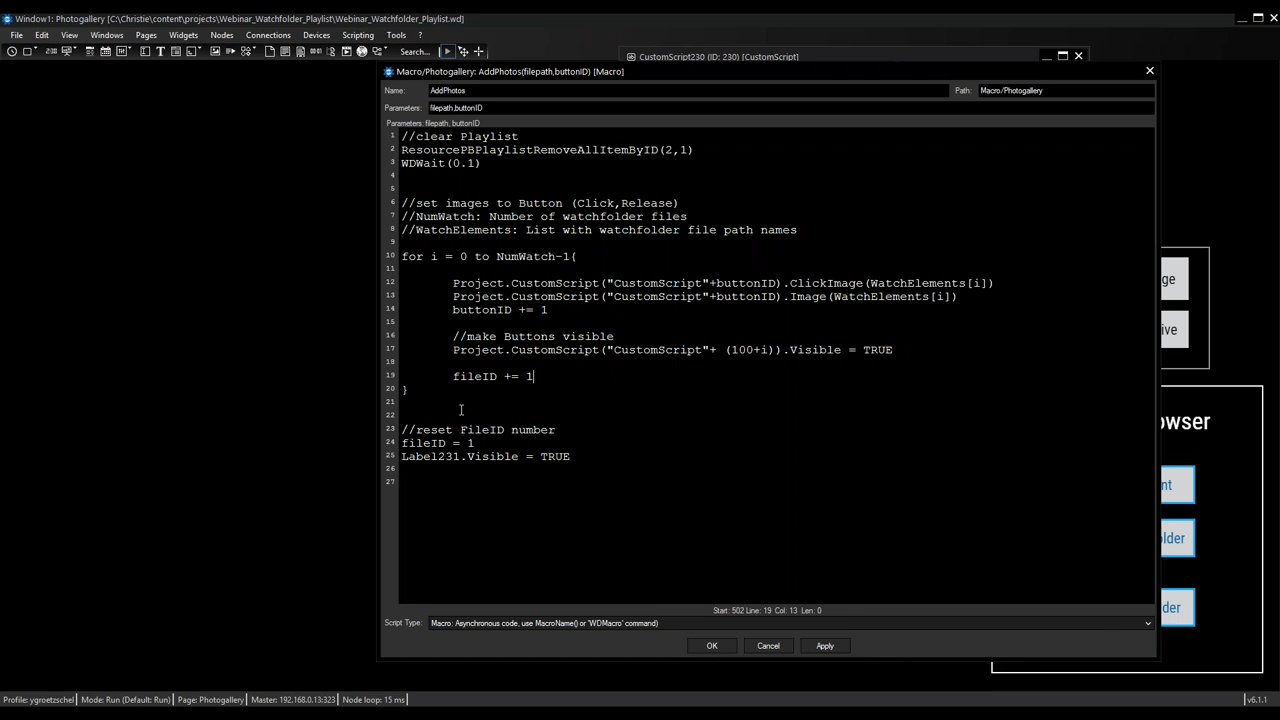 Window1: Photogallery [C:\Christie\content\projects\Webinar_Watchfolder_Playlist\Webinar_Watchfolder_Playlist.wd]
File Edit View Windows Pages Widgets Nodes Connections Devices Scripting Tools ?
Search...
CustomScript230 (ID: 230) [CustomScript]
Macro/Photogallery: AddPhotos(filepath,buttonID) [Macro]
Name: AddPhotos Path: Macro/Photogallery
Parameters: filepath,buttonID
Parameters: filepath, buttonID
1 //clear Playlist
2 ResourcePBPlaylistRemoveAllItemByID(2,1)
3 WDWait(0.1)
4
5
6 //set images to Button (Click,Release)
7 //NumWatch: Number of watchfolder files
8 //WatchElements: List with watchfolder file path names
9
10 for i = 0 to NumWatch-1{
11
12 Project.CustomScript("CustomScript"+buttonID).ClickImage(WatchElements[i])
13 Project.CustomScript("CustomScript"+buttonID).Image(WatchElements[i])
14 buttonID += 1
15
16 //make Buttons visible
17 Project.CustomScript("CustomScript"+ (100+i)).Visible = TRUE
18
19 fileID += 1
20 }
21
22
23 //reset FileID number
24 fileID = 1
25 Label231.Visible = TRUE
26
27
ge
ive
owser
nt
older
der
Start: 502 Line: 19 Col: 13 Len: 0
Script Type: Macro: Asynchronous code, use MacroName() or 'WDMacro' command)
OK Cancel Apply
Profile: ygroetzschel Mode: Run (Default: Run) Page: Photogallery Master: 192.168.0.13:323 Node loop: 15 ms v6.1.1